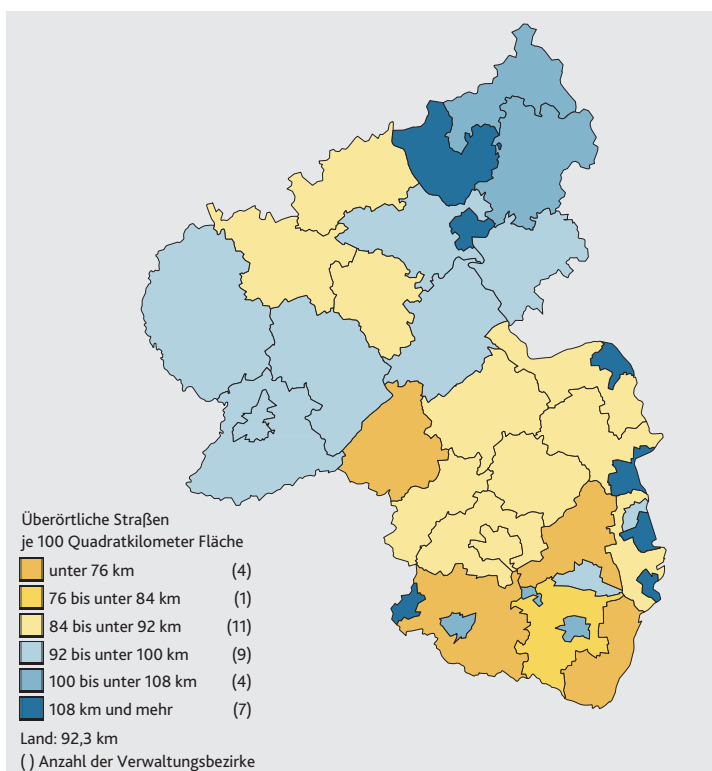 Überörtliche Straßen
je 100 Quadratkilometer Fläche
unter 76 km (4)
76 bis unter 84 km (1)
84 bis unter 92 km (11)
92 bis unter 100 km (9)
100 bis unter 108 km (4)
108 km und mehr (7)
Land: 92,3 km
( ) Anzahl der Verwaltungsbezirke